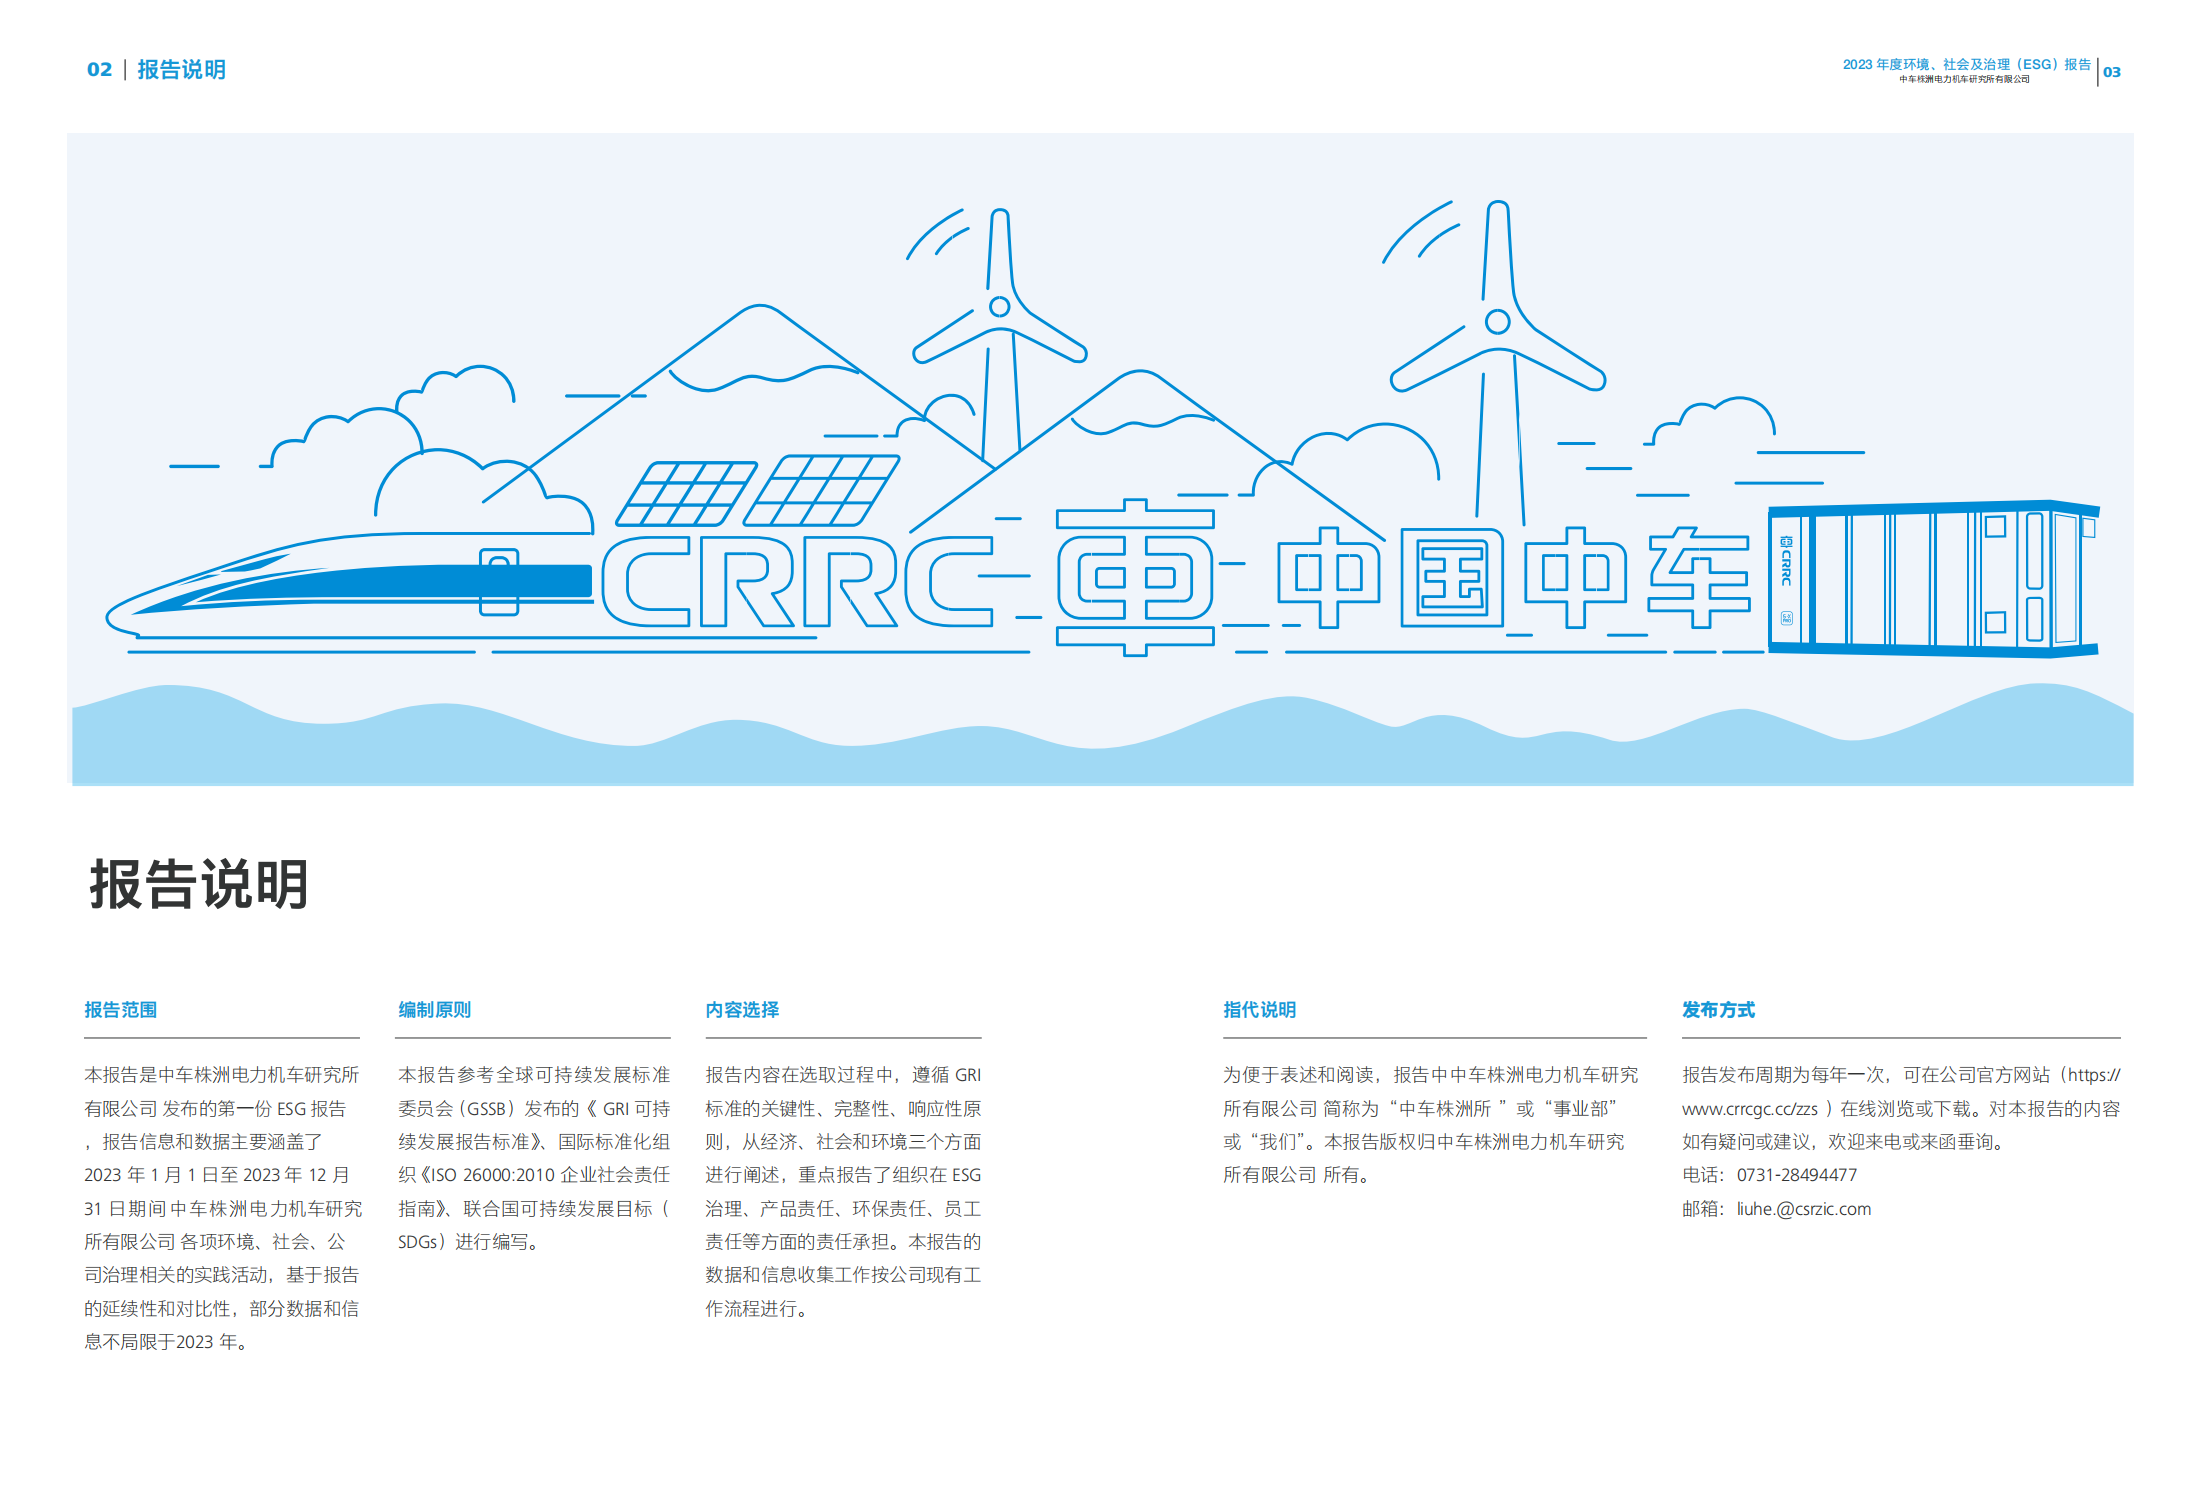 02 报告说明
2023 年度环境、社会及治理（ESG）报告
中车株洲电力机车研究所有限公司
03
CRRC 車 中国中车
車 CRRC
报告说明
报告范围
本报告是中车株洲电力机车研究所
有限公司 发布的第一份 ESG 报告
，报告信息和数据主要涵盖了
2023 年 1 月 1 日至 2023 年 12 月
31 日期间中车株洲电力机车研究
所有限公司 各项环境、社会、公
司治理相关的实践活动，基于报告
的延续性和对比性，部分数据和信
息不局限于2023 年。
编制原则
本报告参考全球可持续发展标准
委员会（GSSB）发布的《 GRI 可持
续发展报告标准》、国际标准化组
织《ISO 26000:2010 企业社会责任
指南》、联合国可持续发展目标（
SDGs）进行编写。
内容选择
报告内容在选取过程中，遵循 GRI
标准的关键性、完整性、响应性原
则，从经济、社会和环境三个方面
进行阐述，重点报告了组织在 ESG
治理、产品责任、环保责任、员工
责任等方面的责任承担。本报告的
数据和信息收集工作按公司现有工
作流程进行。
指代说明
为便于表述和阅读，报告中中车株洲电力机车研究
所有限公司 简称为“中车株洲所 ”或“事业部”
或“我们”。本报告版权归中车株洲电力机车研究
所有限公司 所有。
发布方式
报告发布周期为每年一次，可在公司官方网站（https://
www.crrcgc.cc/zzs ）在线浏览或下载。对本报告的内容
如有疑问或建议，欢迎来电或来函垂询。
电话：0731-28494477
邮箱：liuhe.@csrzic.com